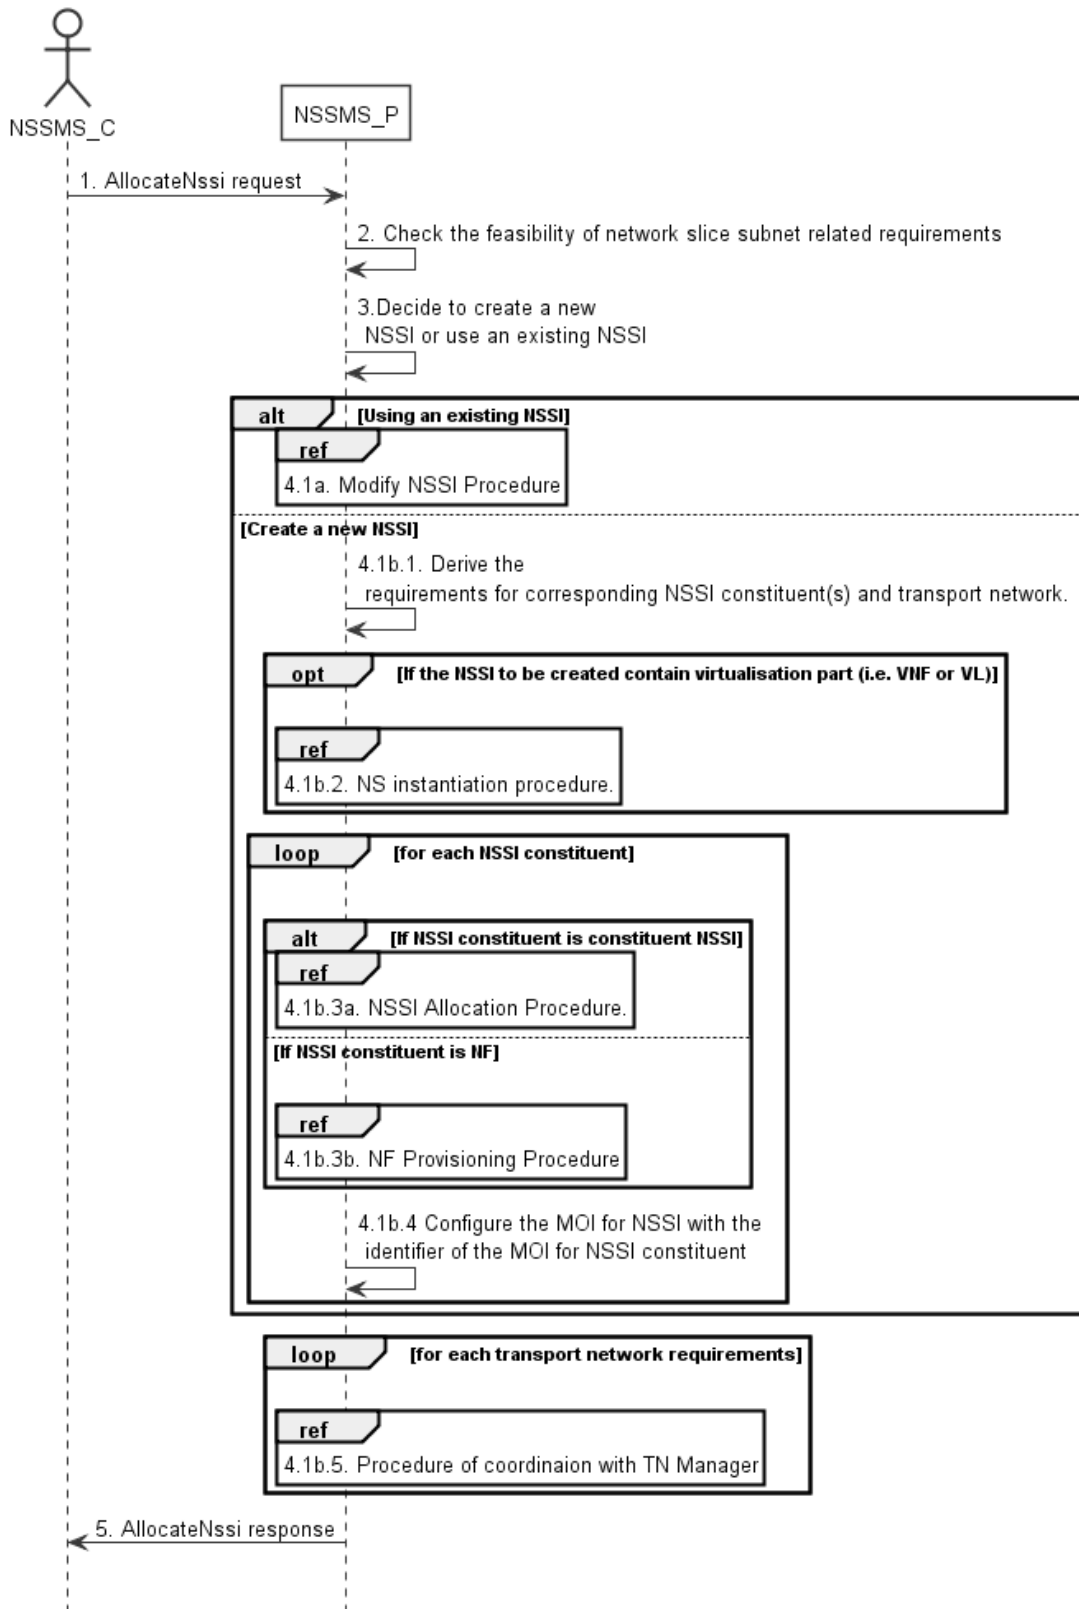 NSSMS_C
NSSMS_P
1. AllocateNssi request
2. Check the feasibility of network slice subnet related requirements
3.Decide to create a new
NSSI or use an existing NSSI
alt [Using an existing NSSI]
ref
4.1a. Modify NSSI Procedure
[Create a new NSSI]
4.1b.1. Derive the
requirements for corresponding NSSI constituent(s) and transport network.
opt [If the NSSI to be created contain virtualisation part (i.e. VNF or VL)]
ref
4.1b.2. NS instantiation procedure.
loop [for each NSSI constituent]
alt [If NSSI constituent is constituent NSSI]
ref
4.1b.3a. NSSI Allocation Procedure.
[If NSSI constituent is NF]
ref
4.1b.3b. NF Provisioning Procedure
4.1b.4 Configure the MOI for NSSI with the
identifier of the MOI for NSSI constituent
loop [for each transport network requirements]
ref
4.1b.5. Procedure of coordinaion with TN Manager
5. AllocateNssi response